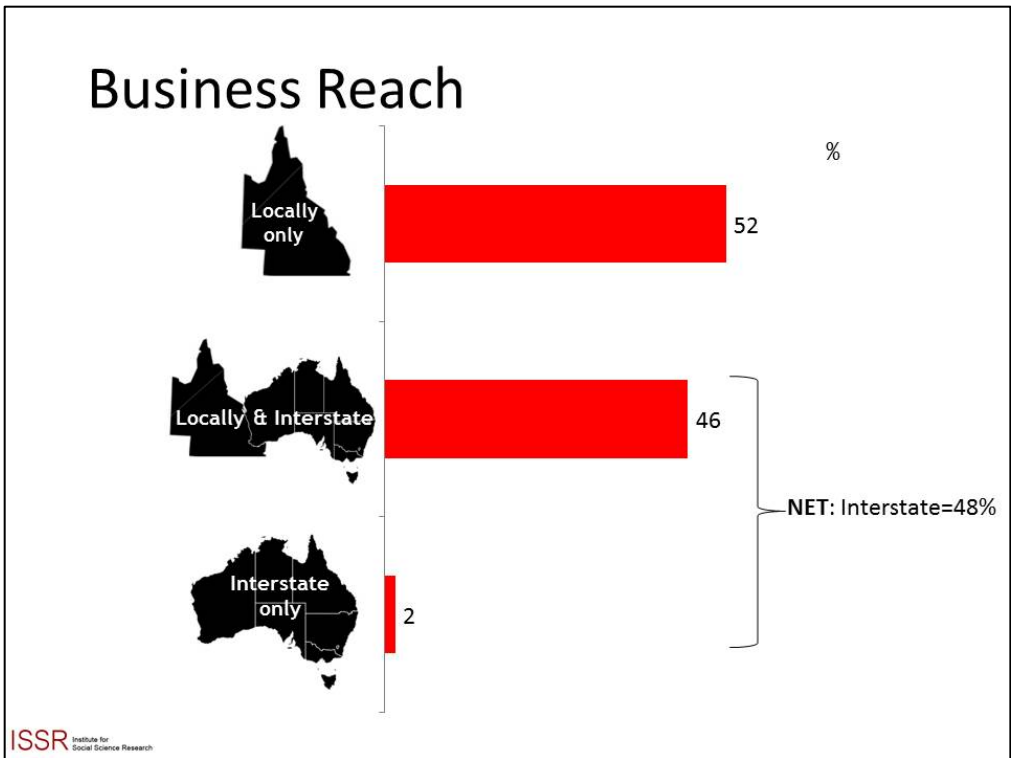 Business Reach
%
Locally
only
52
Locally & Interstate
46
NET: Interstate=48%
Interstate
only
2
ISSR Institute for
Social Science Research